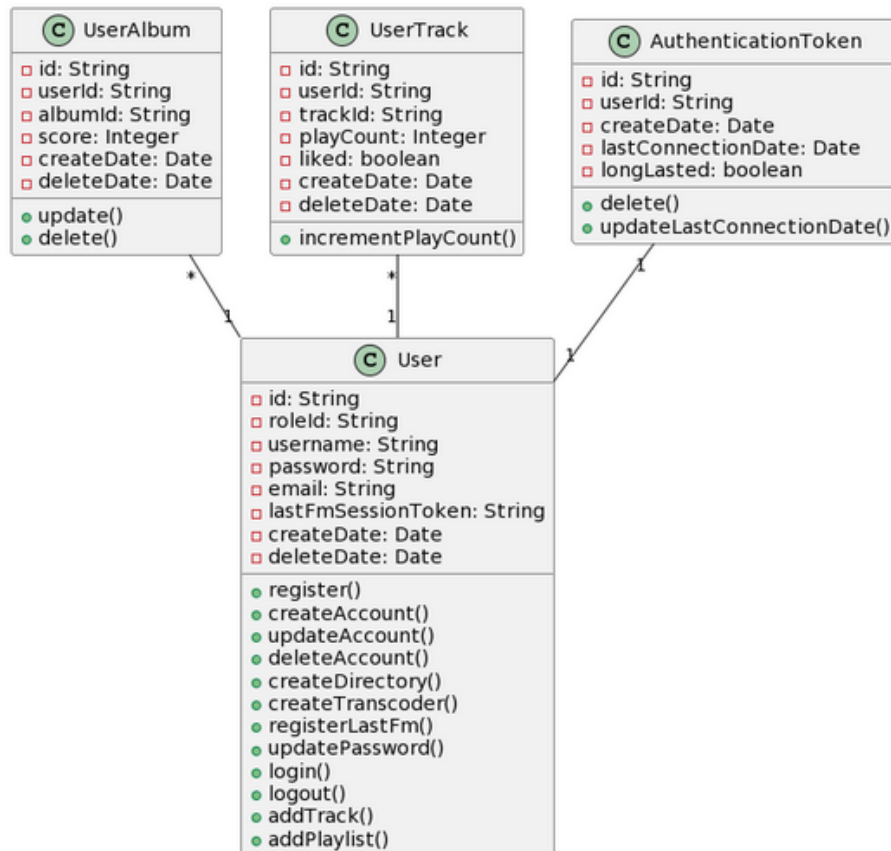 C UserAlbum
id: String
userId: String
albumId: String
score: Integer
createDate: Date
deleteDate: Date
update()
delete()
C UserTrack
id: String
userId: String
trackId: String
playCount: Integer
liked: boolean
createDate: Date
deleteDate: Date
incrementPlayCount()
C AuthenticationToken
id: String
userId: String
createDate: Date
lastConnectionDate: Date
longLasted: boolean
delete()
updateLastConnectionDate()
*
1
*
1
1
1
C User
id: String
roleId: String
username: String
password: String
email: String
lastFmSessionToken: String
createDate: Date
deleteDate: Date
register()
createAccount()
updateAccount()
deleteAccount()
createDirectory()
createTranscoder()
registerLastFm()
updatePassword()
login()
logout()
addTrack()
addPlaylist()